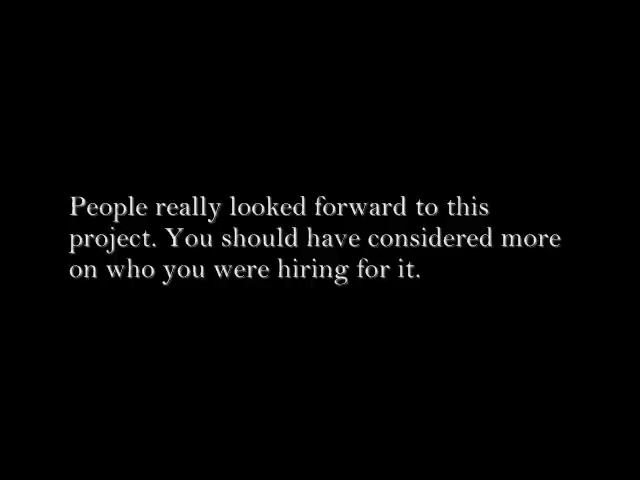 People really looked forward to this
project. You should have considered more
on who you were hiring for it.